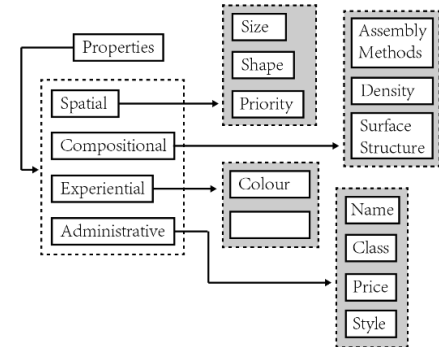 Properties
Spatial
Compositional
Experiential
Administrative
Size
Shape
Priority
Assembly
Methods
Density
Surface
Structure
Colour
Name
Class
Price
Style